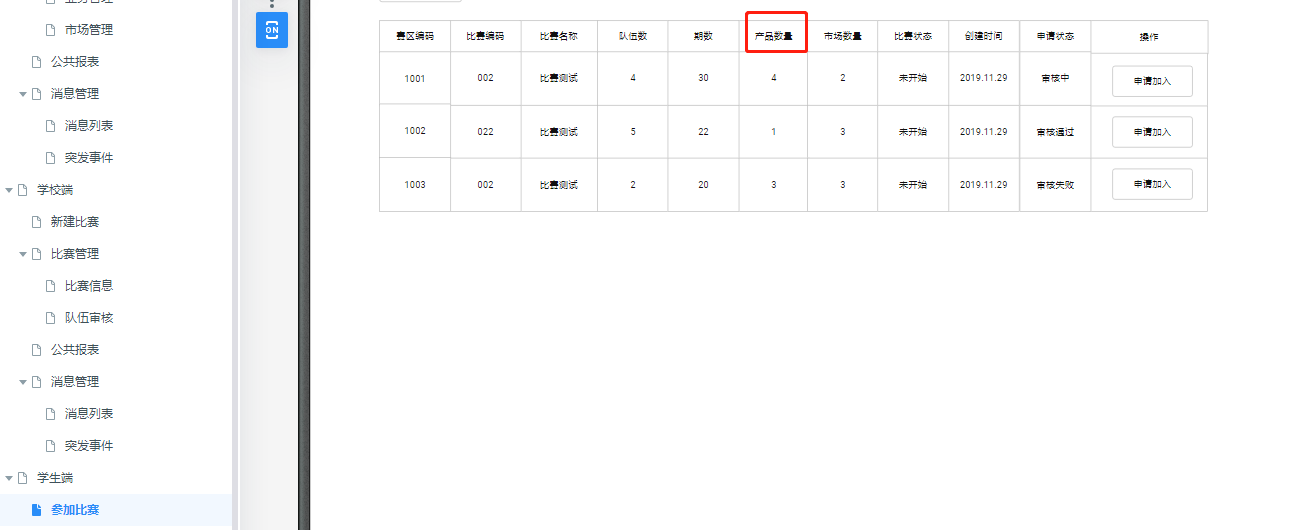 市场管理
公共报表
消息管理
消息列表
突发事件
学校端
新建比赛
比赛管理
比赛信息
队伍审核
公共报表
消息管理
消息列表
突发事件
学生端
参加比赛
ON
赛区编码 比赛编码 比赛名称 队伍数 期数 产品数量 市场数量 比赛状态 创建时间 申请状态 操作
1001 002 比赛测试 4 30 4 2 未开始 2019.11.29 审核中 申请加入
1002 022 比赛测试 5 22 1 3 未开始 2019.11.29 审核通过 申请加入
1003 002 比赛测试 2 20 3 3 未开始 2019.11.29 审核失败 申请加入